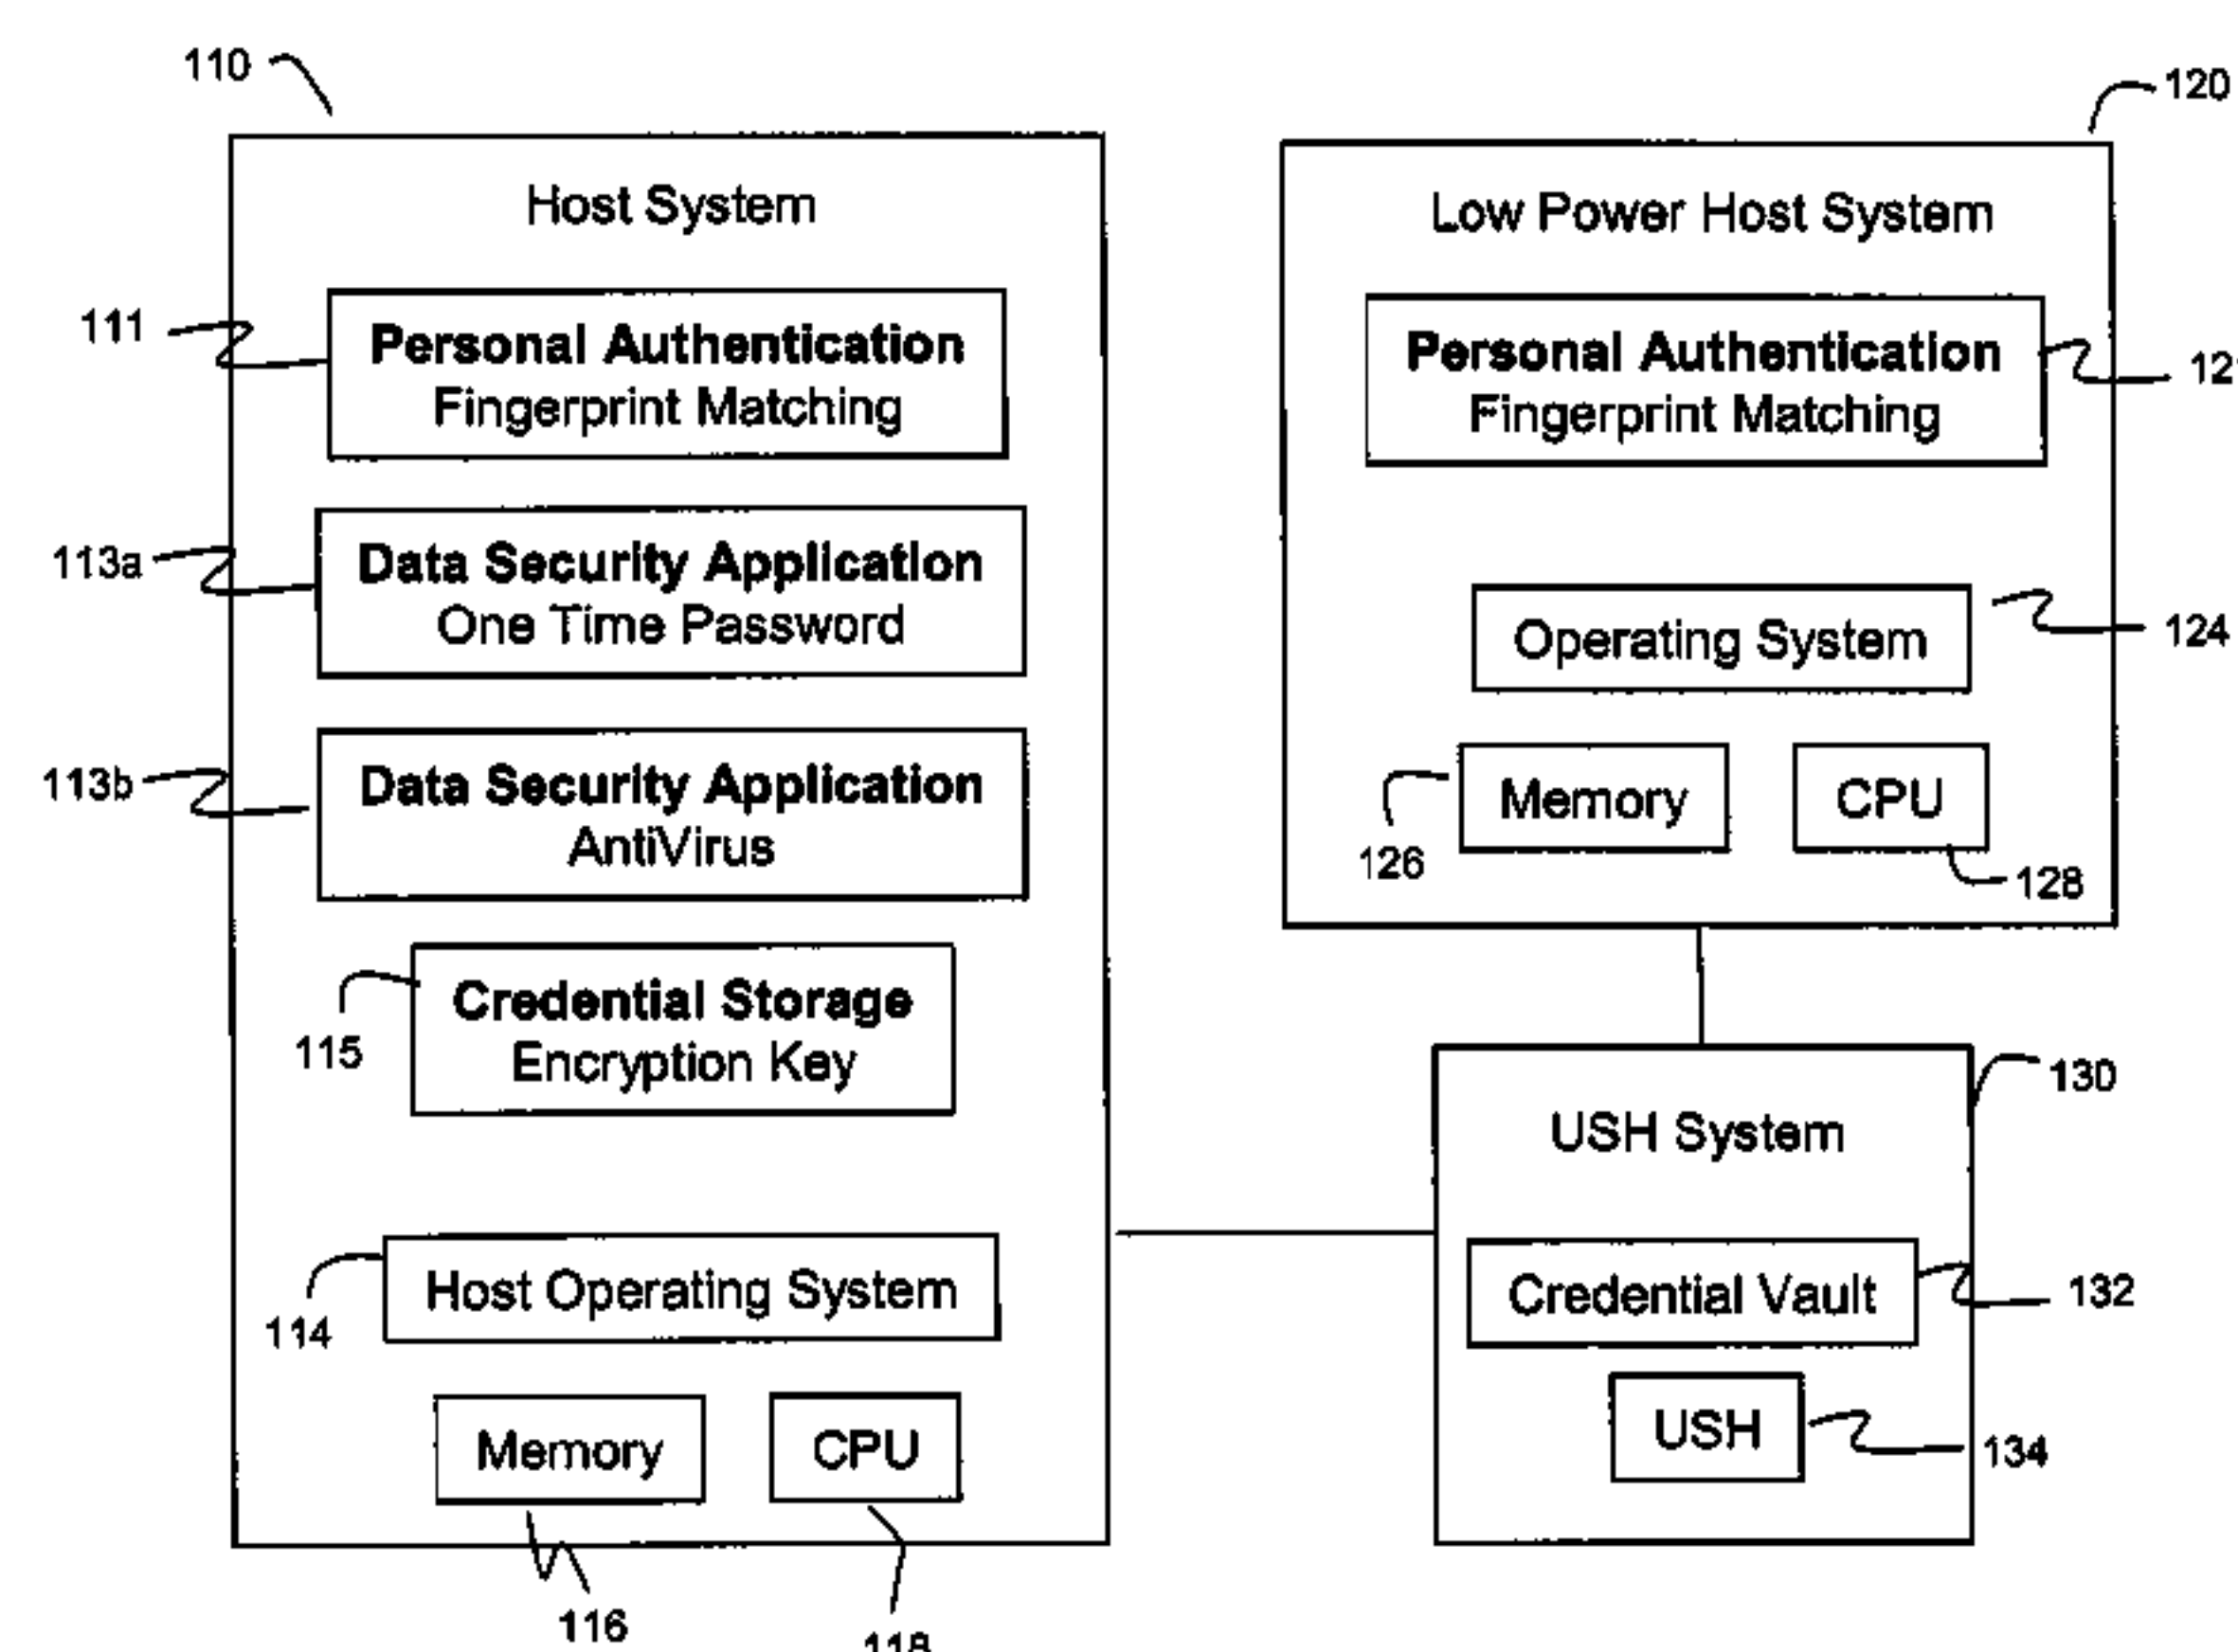 110
Host System
111
Personal Authentication
Fingerprint Matching
113a
Data Security Application
One Time Password
113b
Data Security Application
AntiVirus
115
Credential Storage
Encryption Key
114
Host Operating System
Memory
CPU
116
118
120
Low Power Host System
Personal Authentication
Fingerprint Matching
Operating System
124
Memory
CPU
126
128
130
USH System
Credential Vault
132
USH
134